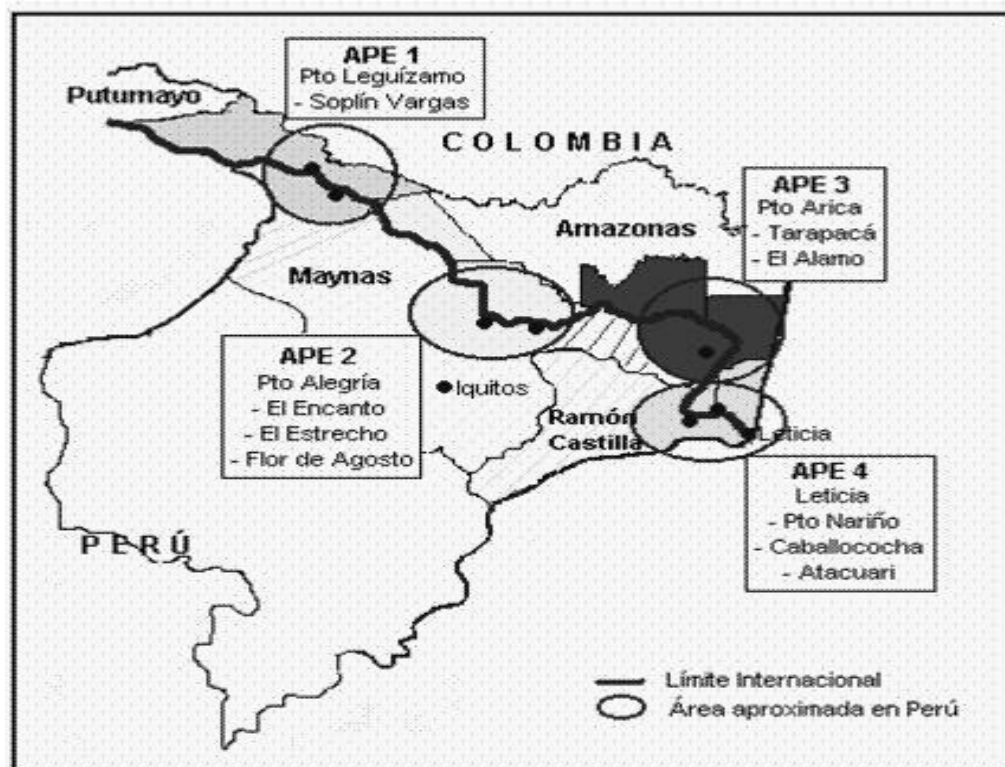 APE 1
Pto Leguízamo
- Soplín Vargas
Putumayo
COLOMBIA
APE 3
Pto Arica
- Tarapacá
- El Alamo
Amazonas
Maynas
APE 2
Pto Alegría
- El Encanto
- El Estrecho
- Flor de Agosto
Iquitos
Ramón
Castilla
Leticia
APE 4
Leticia
- Pto Nariño
- Caballococha
- Atacuari
PERÚ
Límite Internacional
Área aproximada en Perú